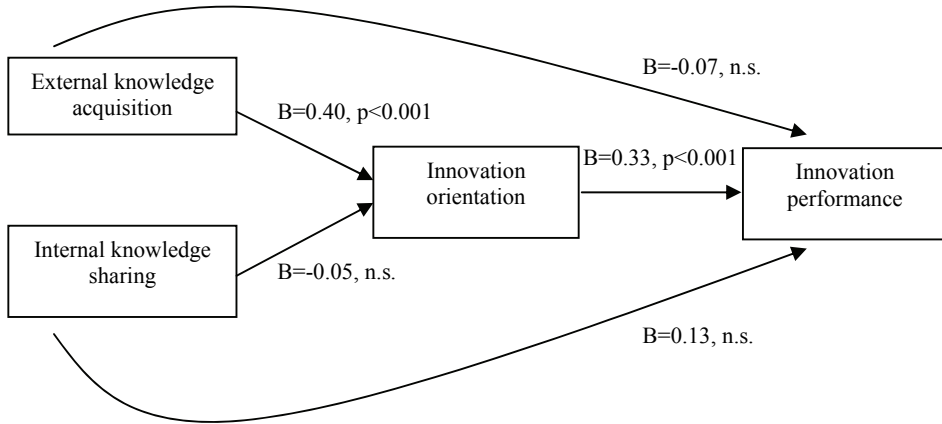 B=-0.07, n.s.
External knowledge
acquisition
B=0.40, p<0.001
Innovation
orientation
B=0.33, p<0.001
Innovation
performance
Internal knowledge
sharing
B=-0.05, n.s.
B=0.13, n.s.